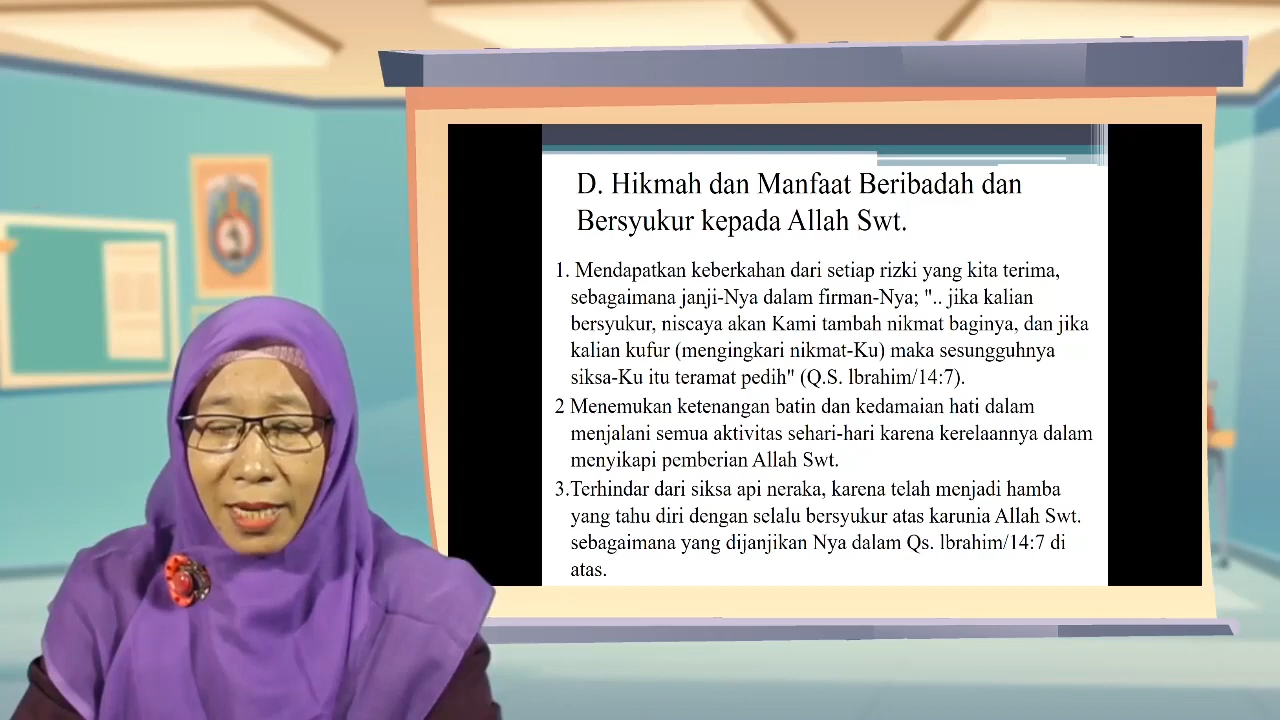 D. Hikmah dan Manfaat Beribadah dan
Bersyukur kepada Allah Swt.
1. Mendapatkan keberkahan dari setiap rizki yang kita terima,
sebagaimana janji-Nya dalam firman-Nya; ".. jika kalian
bersyukur, niscaya akan Kami tambah nikmat baginya, dan jika
kalian kufur (mengingkari nikmat-Ku) maka sesungguhnya
siksa-Ku itu teramat pedih" (Q.S. lbrahim/14:7).
2 Menemukan ketenangan batin dan kedamaian hati dalam
menjalani semua aktivitas sehari-hari karena kerelaannya dalam
menyikapi pemberian Allah Swt.
3.Terhindar dari siksa api neraka, karena telah menjadi hamba
yang tahu diri dengan selalu bersyukur atas karunia Allah Swt.
sebagaimana yang dijanjikan Nya dalam Qs. lbrahim/14:7 di
atas.